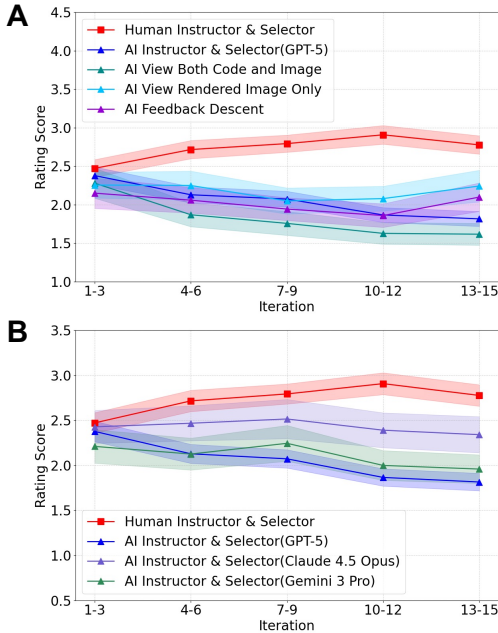 A
4.5
4.0
3.5
3.0
2.5
2.0
1.5
1.0
Rating Score
Human Instructor & Selector
AI Instructor & Selector(GPT-5)
AI View Both Code and Image
AI View Rendered Image Only
AI Feedback Descent
1-3 4-6 7-9 10-12 13-15
Iteration
B
3.5
3.0
2.5
2.0
1.5
1.0
0.5
Rating Score
Human Instructor & Selector
AI Instructor & Selector(GPT-5)
AI Instructor & Selector(Claude 4.5 Opus)
AI Instructor & Selector(Gemini 3 Pro)
1-3 4-6 7-9 10-12 13-15
Iteration